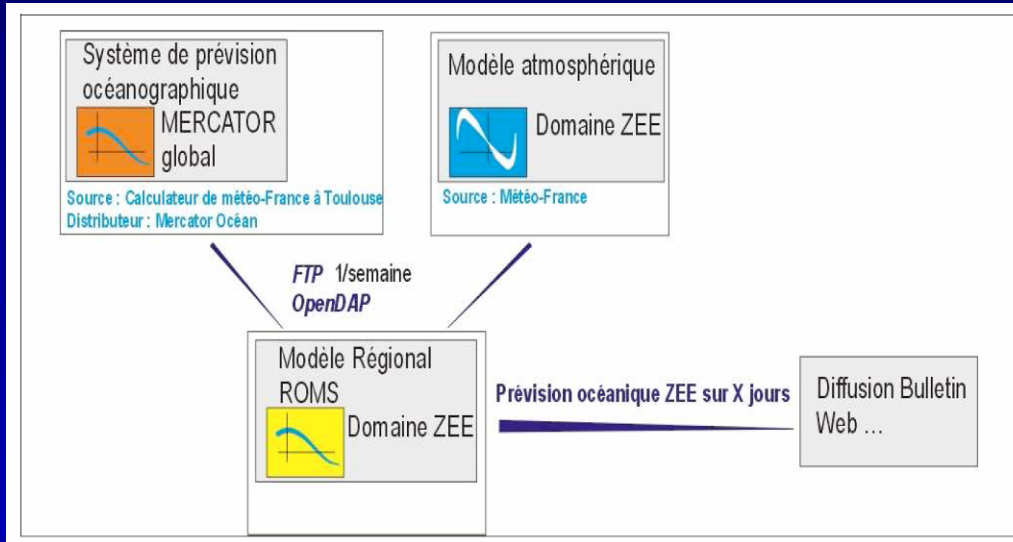 Système de prévision
océanographique
MERCATOR
global
Source : Calculateur de météo-France à Toulouse
Distributeur : Mercator Océan
Modèle atmosphérique
Domaine ZEE
Source : Météo-France
FTP 1/semaine
OpenDAP
Modèle Régional
ROMS
Domaine ZEE
Prévision océanique ZEE sur X jours
Diffusion Bulletin
Web ...